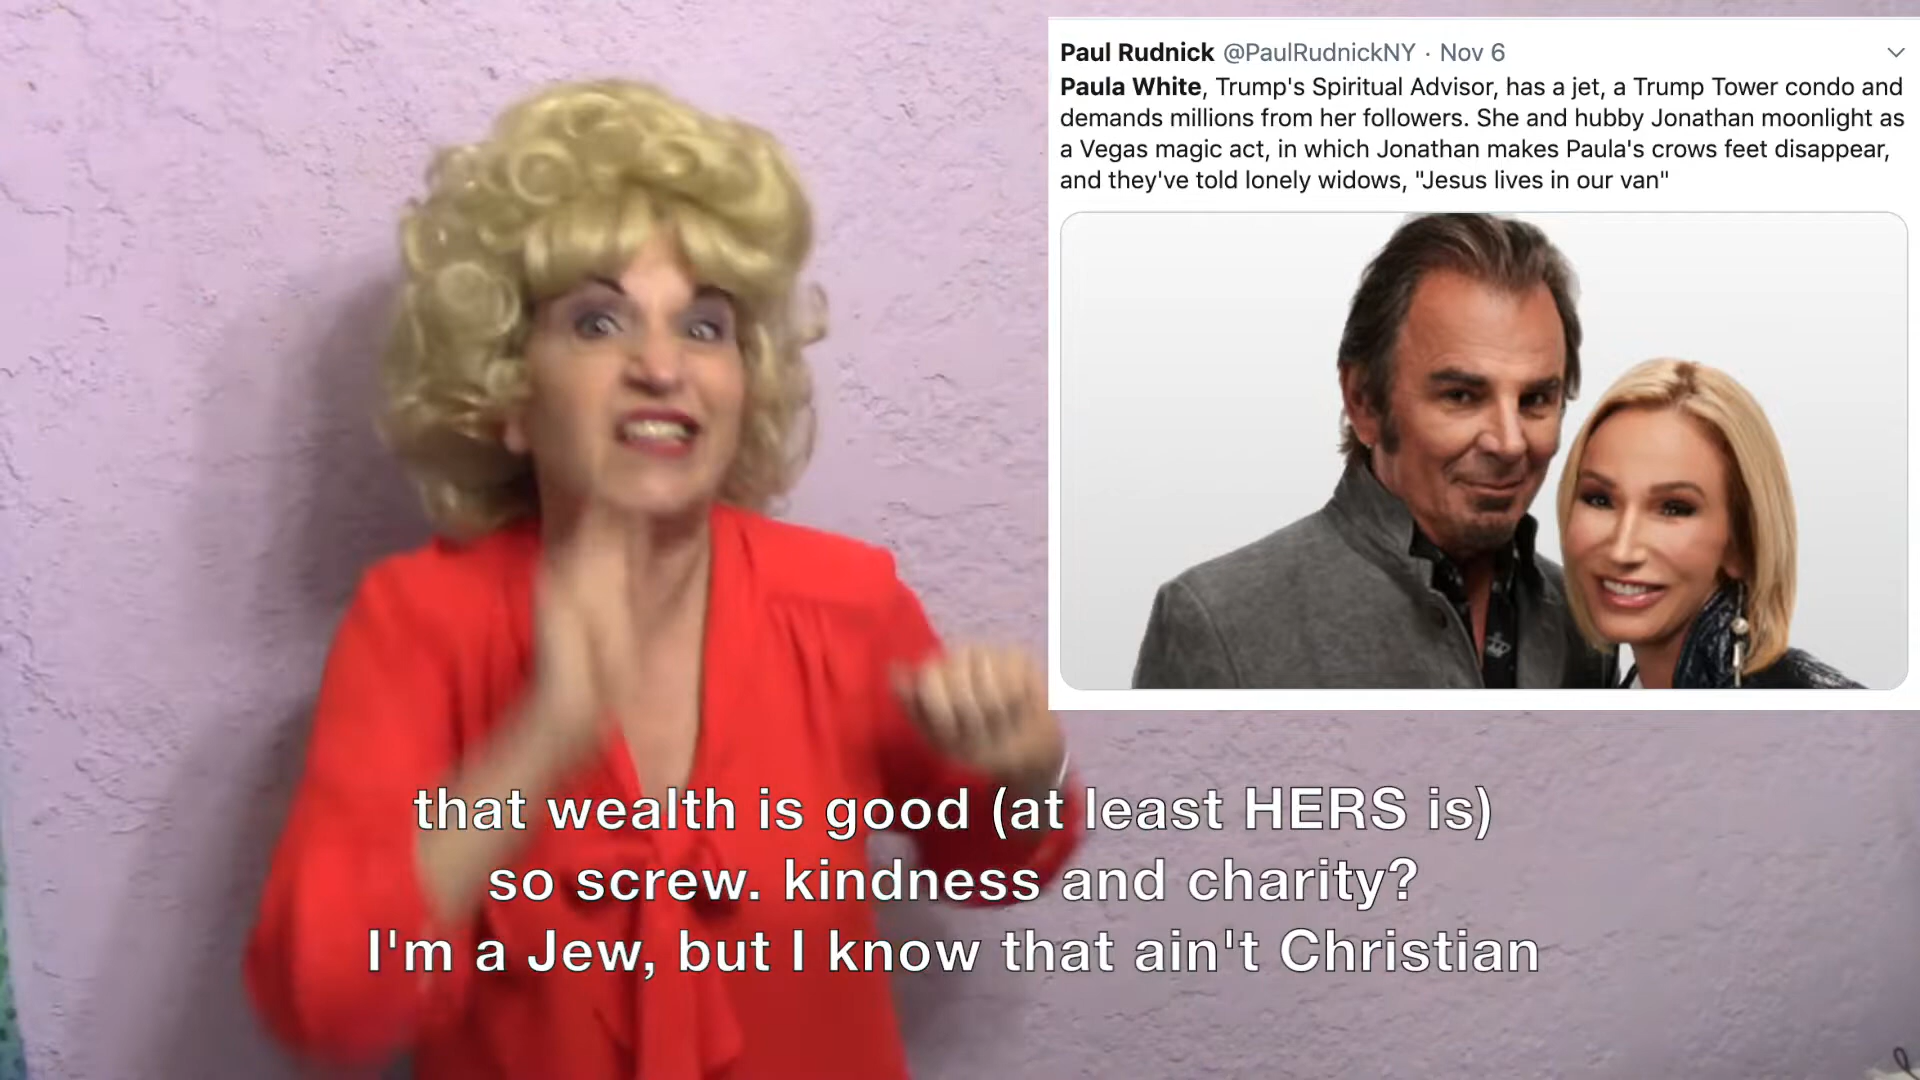 Paul Rudnick @PaulRudnickNY · Nov 6
Paula White, Trump's Spiritual Advisor, has a jet, a Trump Tower condo and
demands millions from her followers. She and hubby Jonathan moonlight as
a Vegas magic act, in which Jonathan makes Paula's crows feet disappear,
and they've told lonely widows, "Jesus lives in our van"
that wealth is good (at least HERS is)
so screw. kindness and charity?
I'm a Jew, but I know that ain't Christian